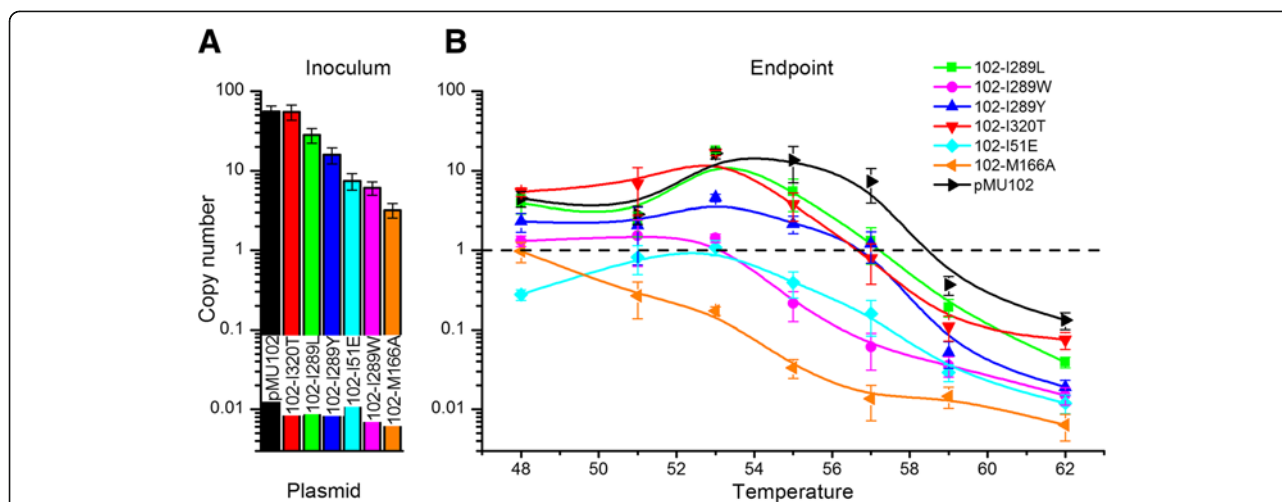 A
Inoculum
Copy number
100
10
1
0.1
0.01
pMU102
102-I320T
102-I289L
102-I289Y
102-I51E
102-I289W
102-M166A
Plasmid
B
Endpoint
102-I289L
102-I289W
102-I289Y
102-I320T
102-I51E
102-M166A
pMU102
100
10
1
0.1
0.01
48
50
52
54
56
58
60
62
Temperature